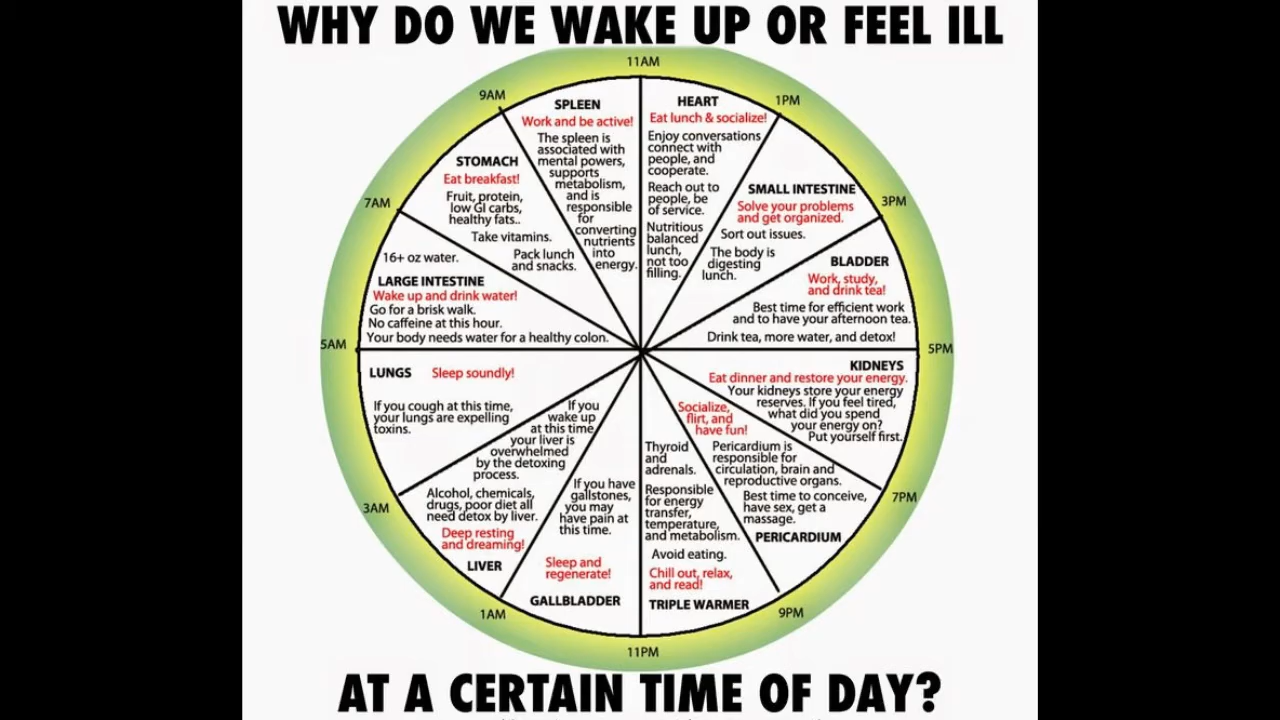 WHY DO WE WAKE UP OR FEEL ILL
11AM
HEART
Eat lunch & socialize!
Enjoy conversations
connect with
people, and
cooperate.
Reach out to
people, be
of service.
Nutritious
balanced
lunch,
not too
filling.
1PM
SMALL INTESTINE
Solve your problems
and get organized.
Sort out issues.
The body is
digesting
lunch.
3PM
BLADDER
Work, study,
and drink tea!
Best time for efficient work
and to have your afternoon tea.
Drink tea, more water, and detox!
5PM
KIDNEYS
Eat dinner and restore your energy.
Your kidneys store your energy
reserves. If you feel tired,
what did you spend
your energy on?
Put yourself first.
7PM
Socialize,
flirt, and
have fun!
Pericardium is
responsible for
circulation, brain and
reproductive organs.
Best time to conceive,
have sex, get a
massage.
PERICARDIUM
9PM
Thyroid
and
adrenals.
Responsible
for energy
transfer,
temperature,
and metabolism.
Avoid eating.
Chill out, relax,
and read!
TRIPLE WARMER
11PM
If you have
gallstones,
you may
have pain at
this time.
Sleep and
regenerate!
GALLBLADDER
1AM
If you
wake up
at this time,
your liver is
overwhelmed
by the detoxing
process.
Alcohol, chemicals,
drugs, poor diet all
need detox by liver.
Deep resting
and dreaming!
LIVER
3AM
LUNGS Sleep soundly!
If you cough at this time,
your lungs are expelling
toxins.
5AM
16+ oz water.
LARGE INTESTINE
Wake up and drink water!
Go for a brisk walk.
No caffeine at this hour.
Your body needs water for a healthy colon.
7AM
STOMACH
Eat breakfast!
Fruit, protein,
low GI carbs,
healthy fats..
Take vitamins.
Pack lunch
and snacks.
9AM
SPLEEN
Work and be active!
The spleen is
associated with
mental powers,
supports
metabolism,
and is
responsible
for
converting
nutrients
into
energy.
AT A CERTAIN TIME OF DAY?